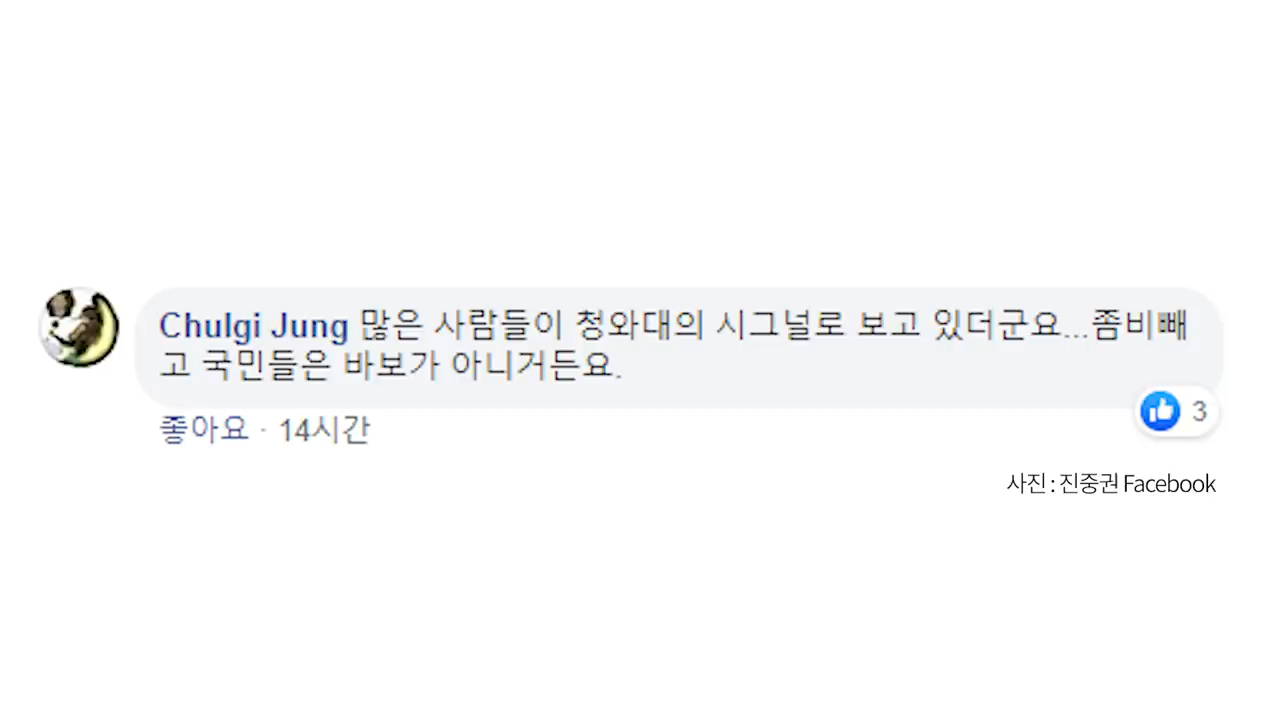 Chulgi Jung 많은 사람들이 청와대의 시그널로 보고 있더군요...좀비빼
고 국민들은 바보가 아니거든요.
좋아요 · 14시간
3
사진 : 진중권 Facebook